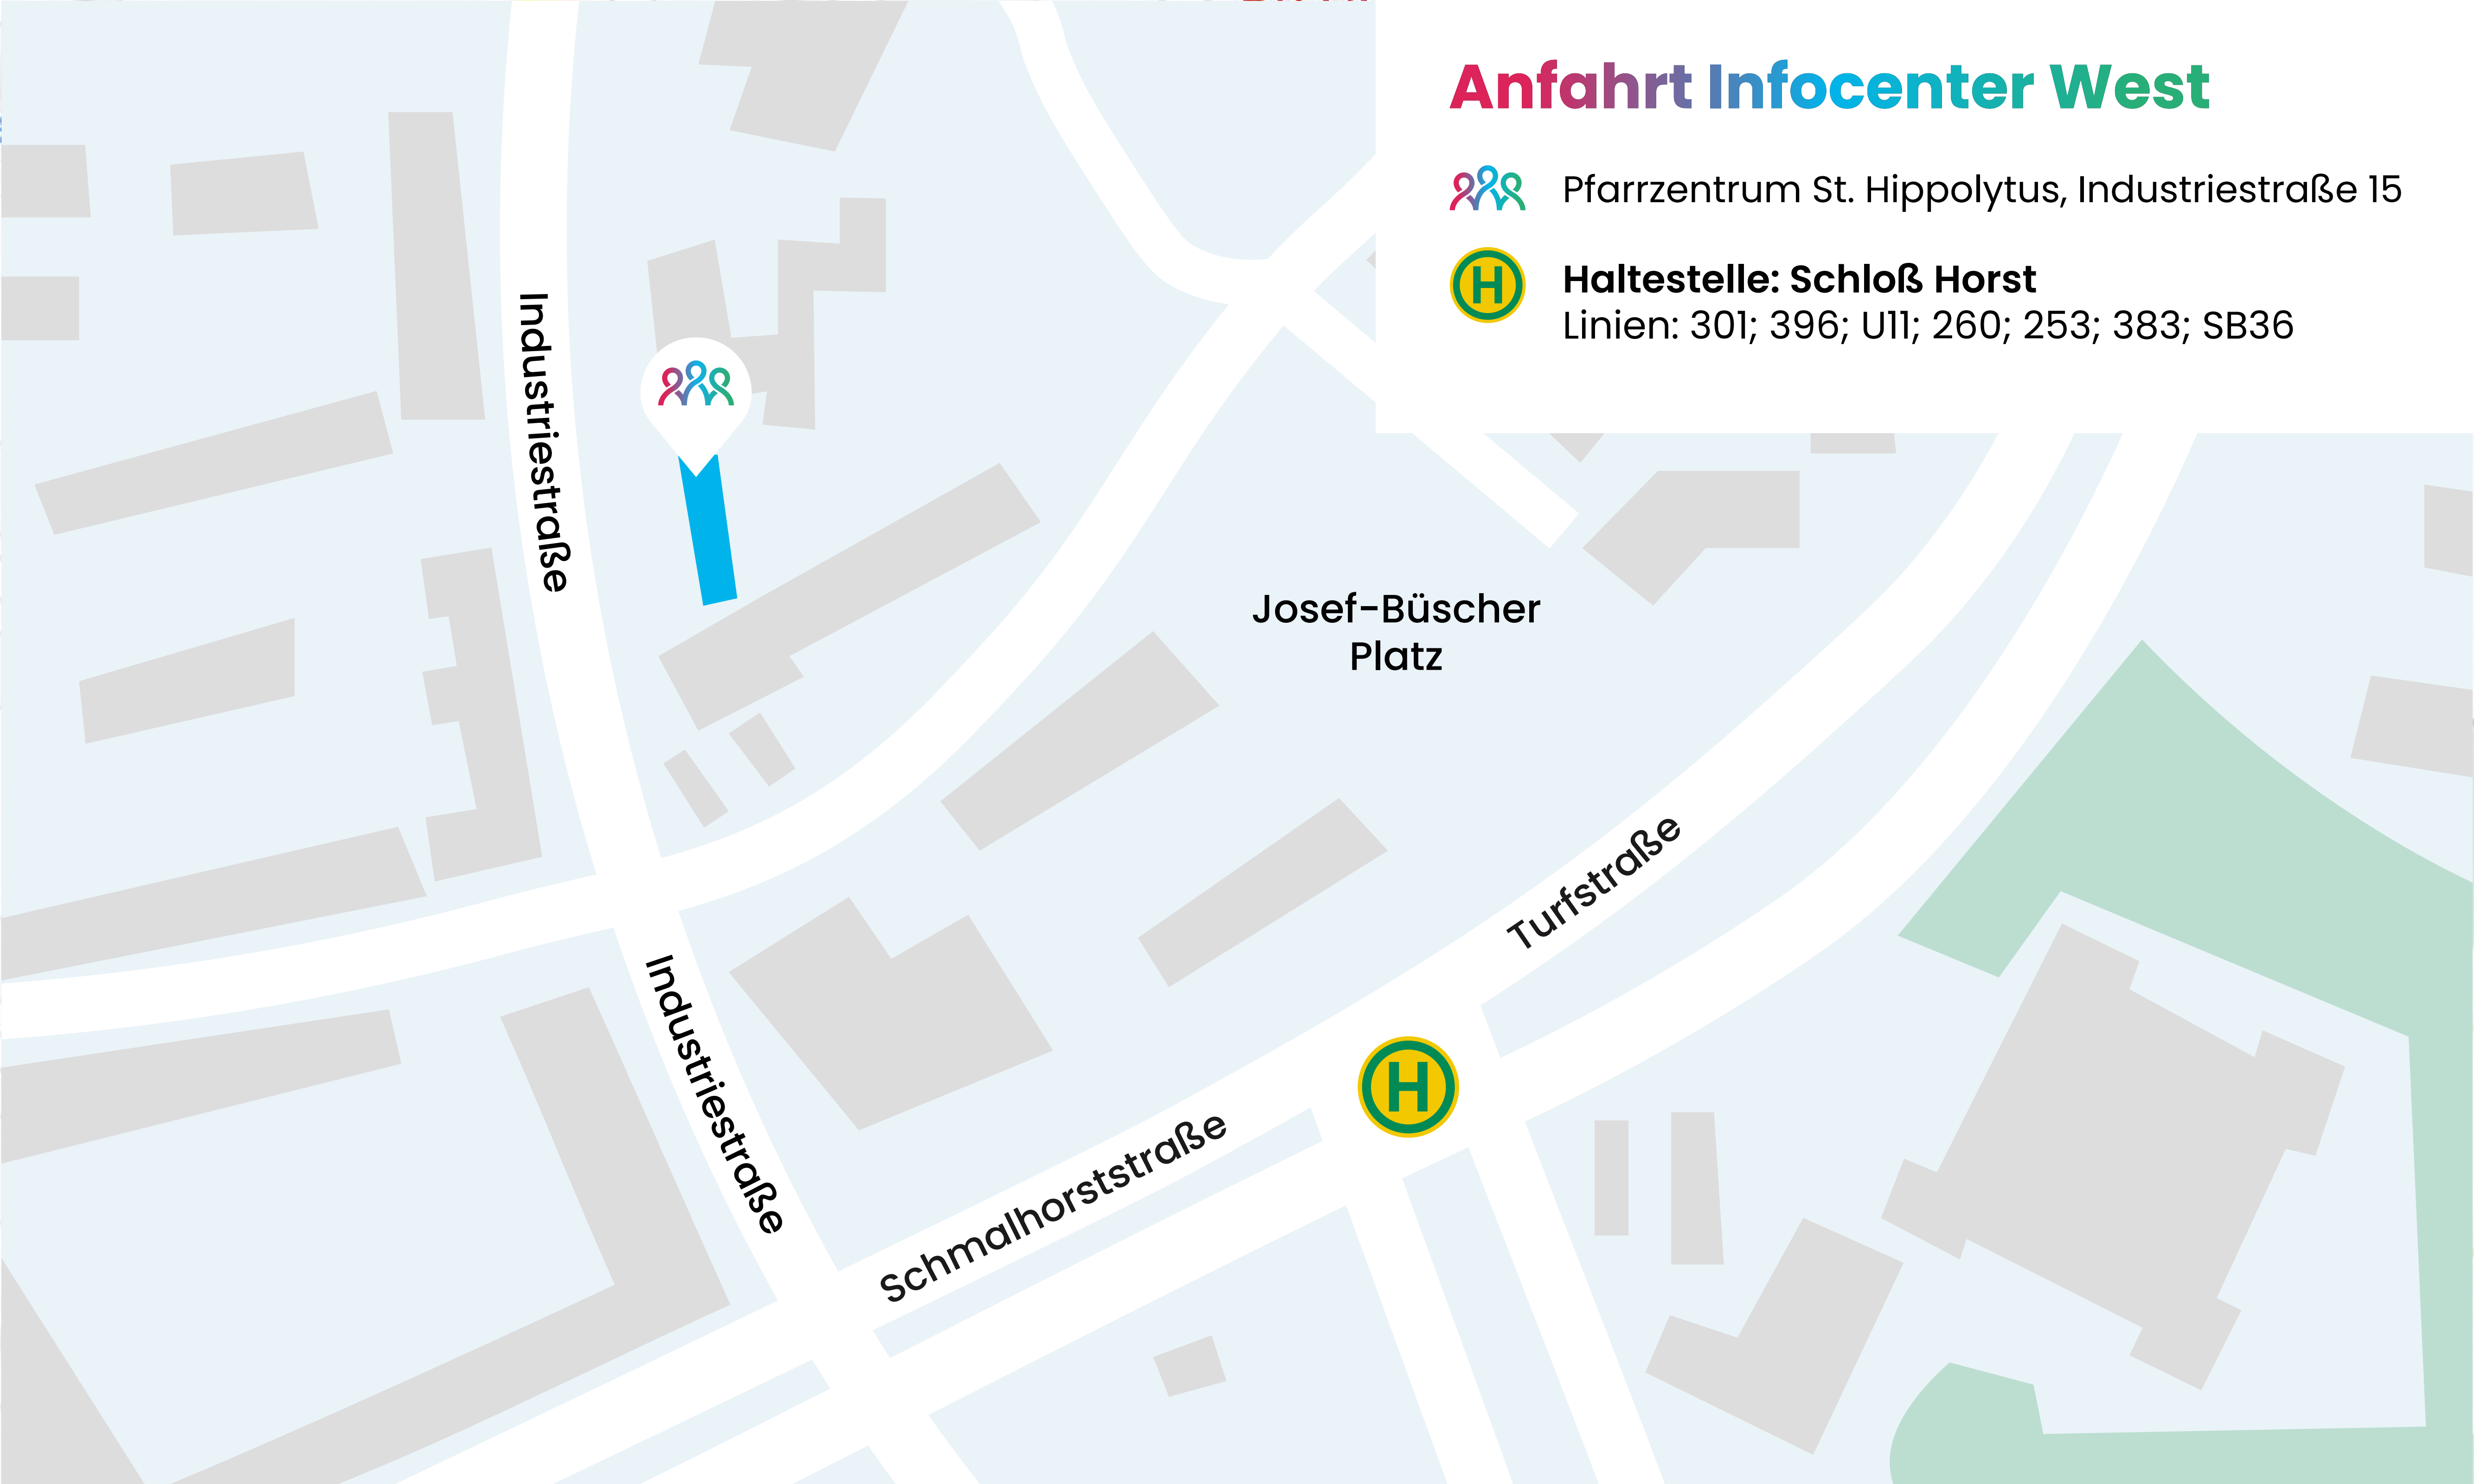 Anfahrt Infocenter West
Pfarrzentrum St. Hippolytus, Industriestraße 15
H
Haltestelle: Schloß Horst
Linien: 301; 396; U11; 260; 253; 383; SB36
Industriestraße
Josef-Büscher
Platz
Turfstraße
Industriestraße
H
Schmalhorststraße